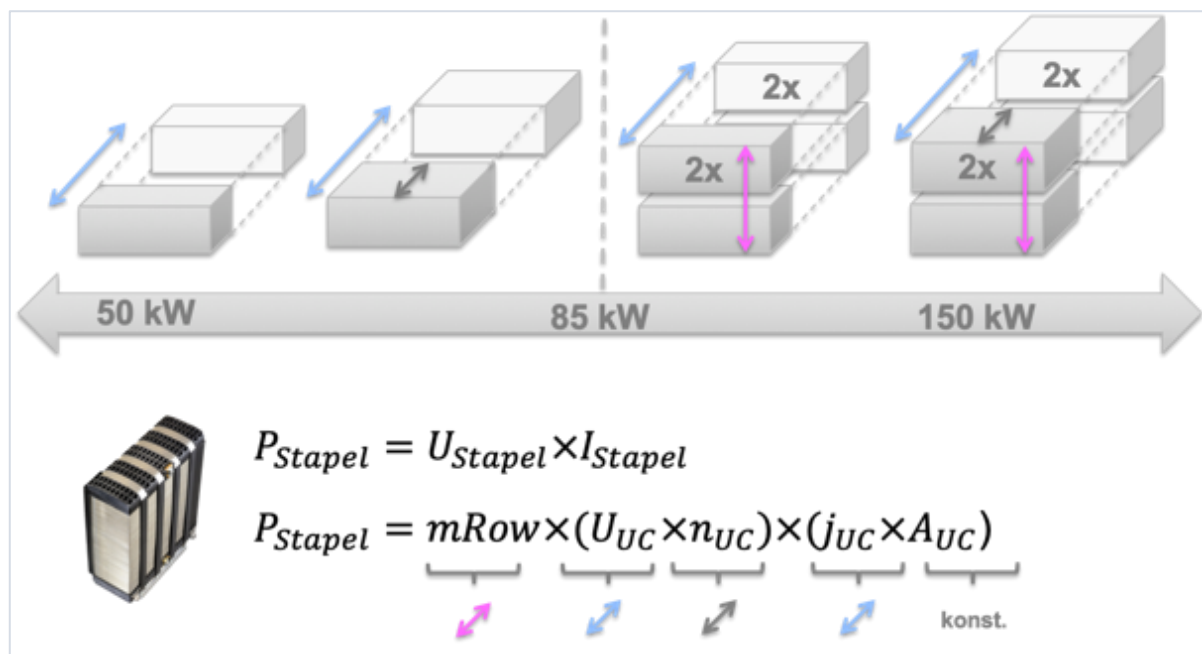 2x
2x
2x
2x
50 kW
85 kW
150 kW
P_Stapel = U_Stapel×I_Stapel
P_Stapel = mRow×(U_UC×n_UC)×(j_UC×A_UC)
konst.